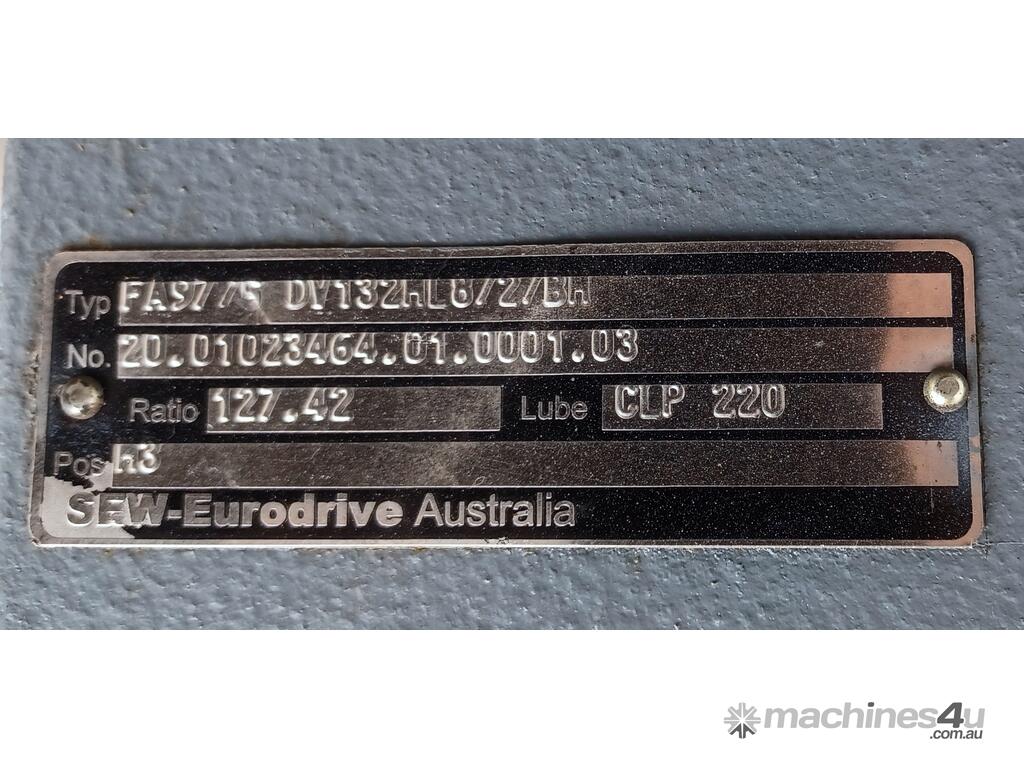 Typ FA97/G DV132ML8/2/BM
No. 20.01023464.01.0001.03
Ratio 127.42 Lube CLP 220
Pos H3
SEW-Eurodrive Australia
machines4u
.com.au